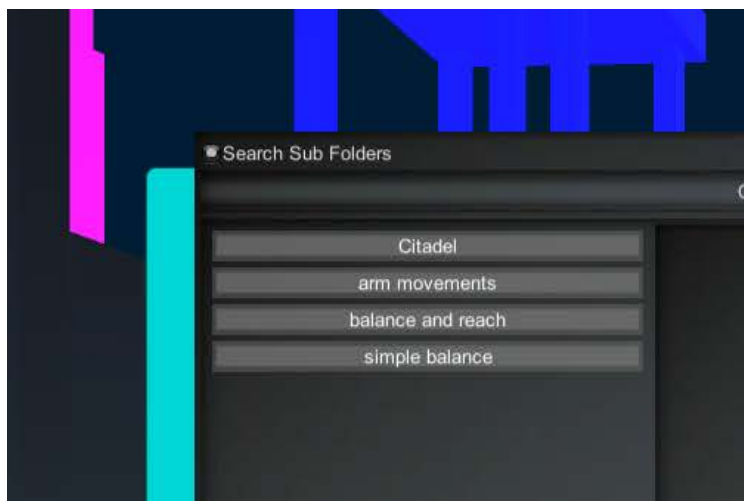 Search Sub Folders
Citadel
arm movements
balance and reach
simple balance